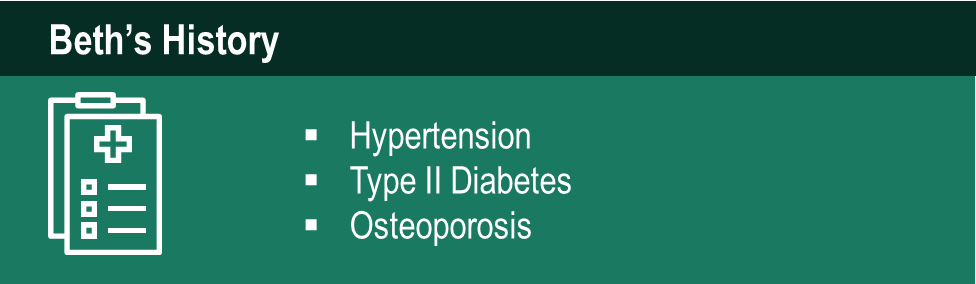 Beth’s History
▪ Hypertension
▪ Type II Diabetes
▪ Osteoporosis